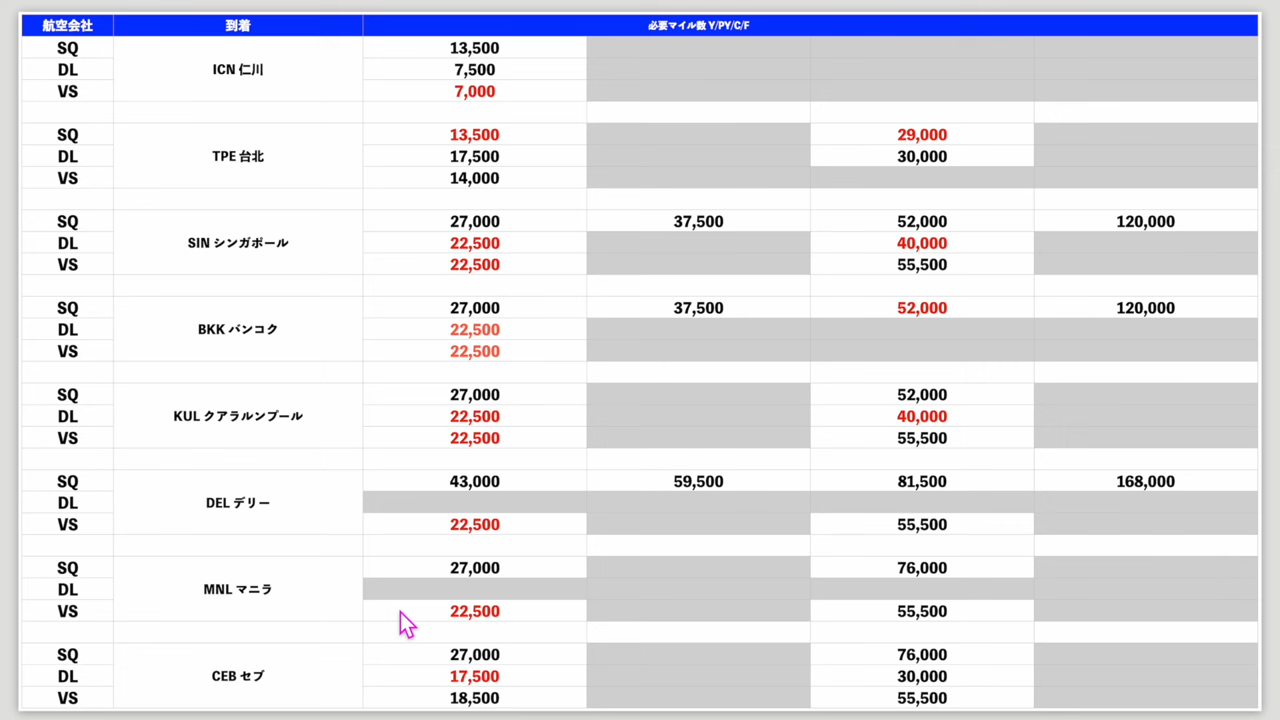 航空会社 到着 必要マイル数 Y/PY/C/F
SQ 13,500
DL ICN 仁川 7,500
VS 7,000
SQ 13,500 29,000
DL TPE 台北 17,500 30,000
VS 14,000
SQ 27,000 37,500 52,000 120,000
DL SIN シンガポール 22,500 40,000
VS 22,500 55,500
SQ 27,000 37,500 52,000 120,000
DL BKK バンコク 22,500
VS 22,500
SQ 27,000 52,000
DL KUL クアラルンプール 22,500 40,000
VS 22,500 55,500
SQ 43,000 59,500 81,500 168,000
DL DEL デリー
VS 22,500 55,500
SQ 27,000 76,000
DL MNL マニラ
VS 22,500 55,500
SQ 27,000 76,000
DL CEB セブ 17,500 30,000
VS 18,500 55,500